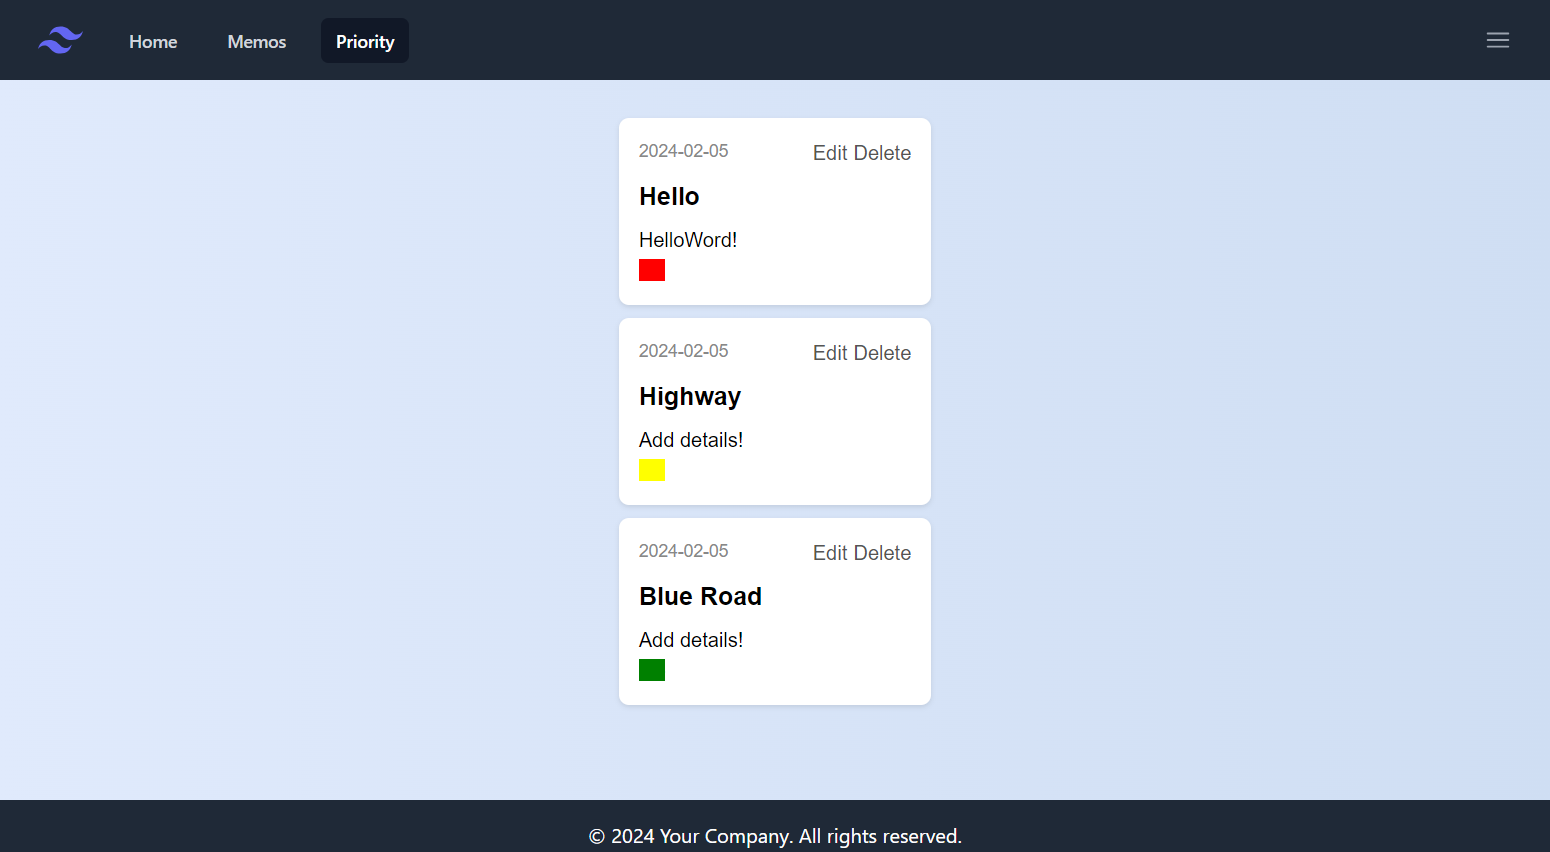 Home Memos Priority
2024-02-05 Edit Delete
Hello
HelloWord!
2024-02-05 Edit Delete
Highway
Add details!
2024-02-05 Edit Delete
Blue Road
Add details!
© 2024 Your Company. All rights reserved.